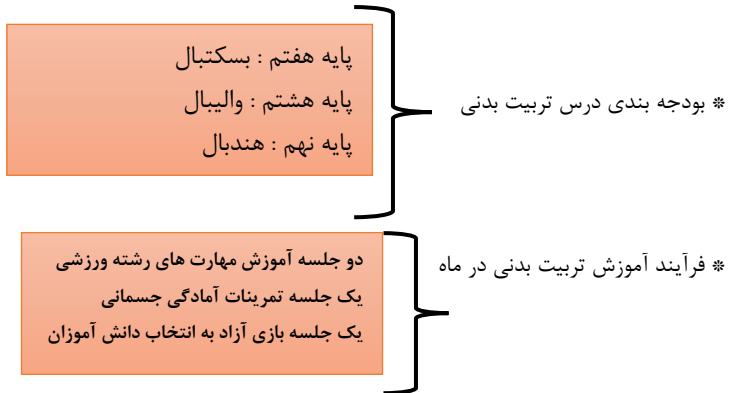 * بودجه بندی درس تربیت بدنی
پایه هفتم : بسکتبال
پایه هشتم : والیبال
پایه نهم : هندبال
* فرآیند آموزش تربیت بدنی در ماه
دو جلسه آموزش مهارت های رشته ورزشی
یک جلسه تمرینات آمادگی جسمانی
یک جلسه بازی آزاد به انتخاب دانش آموزان